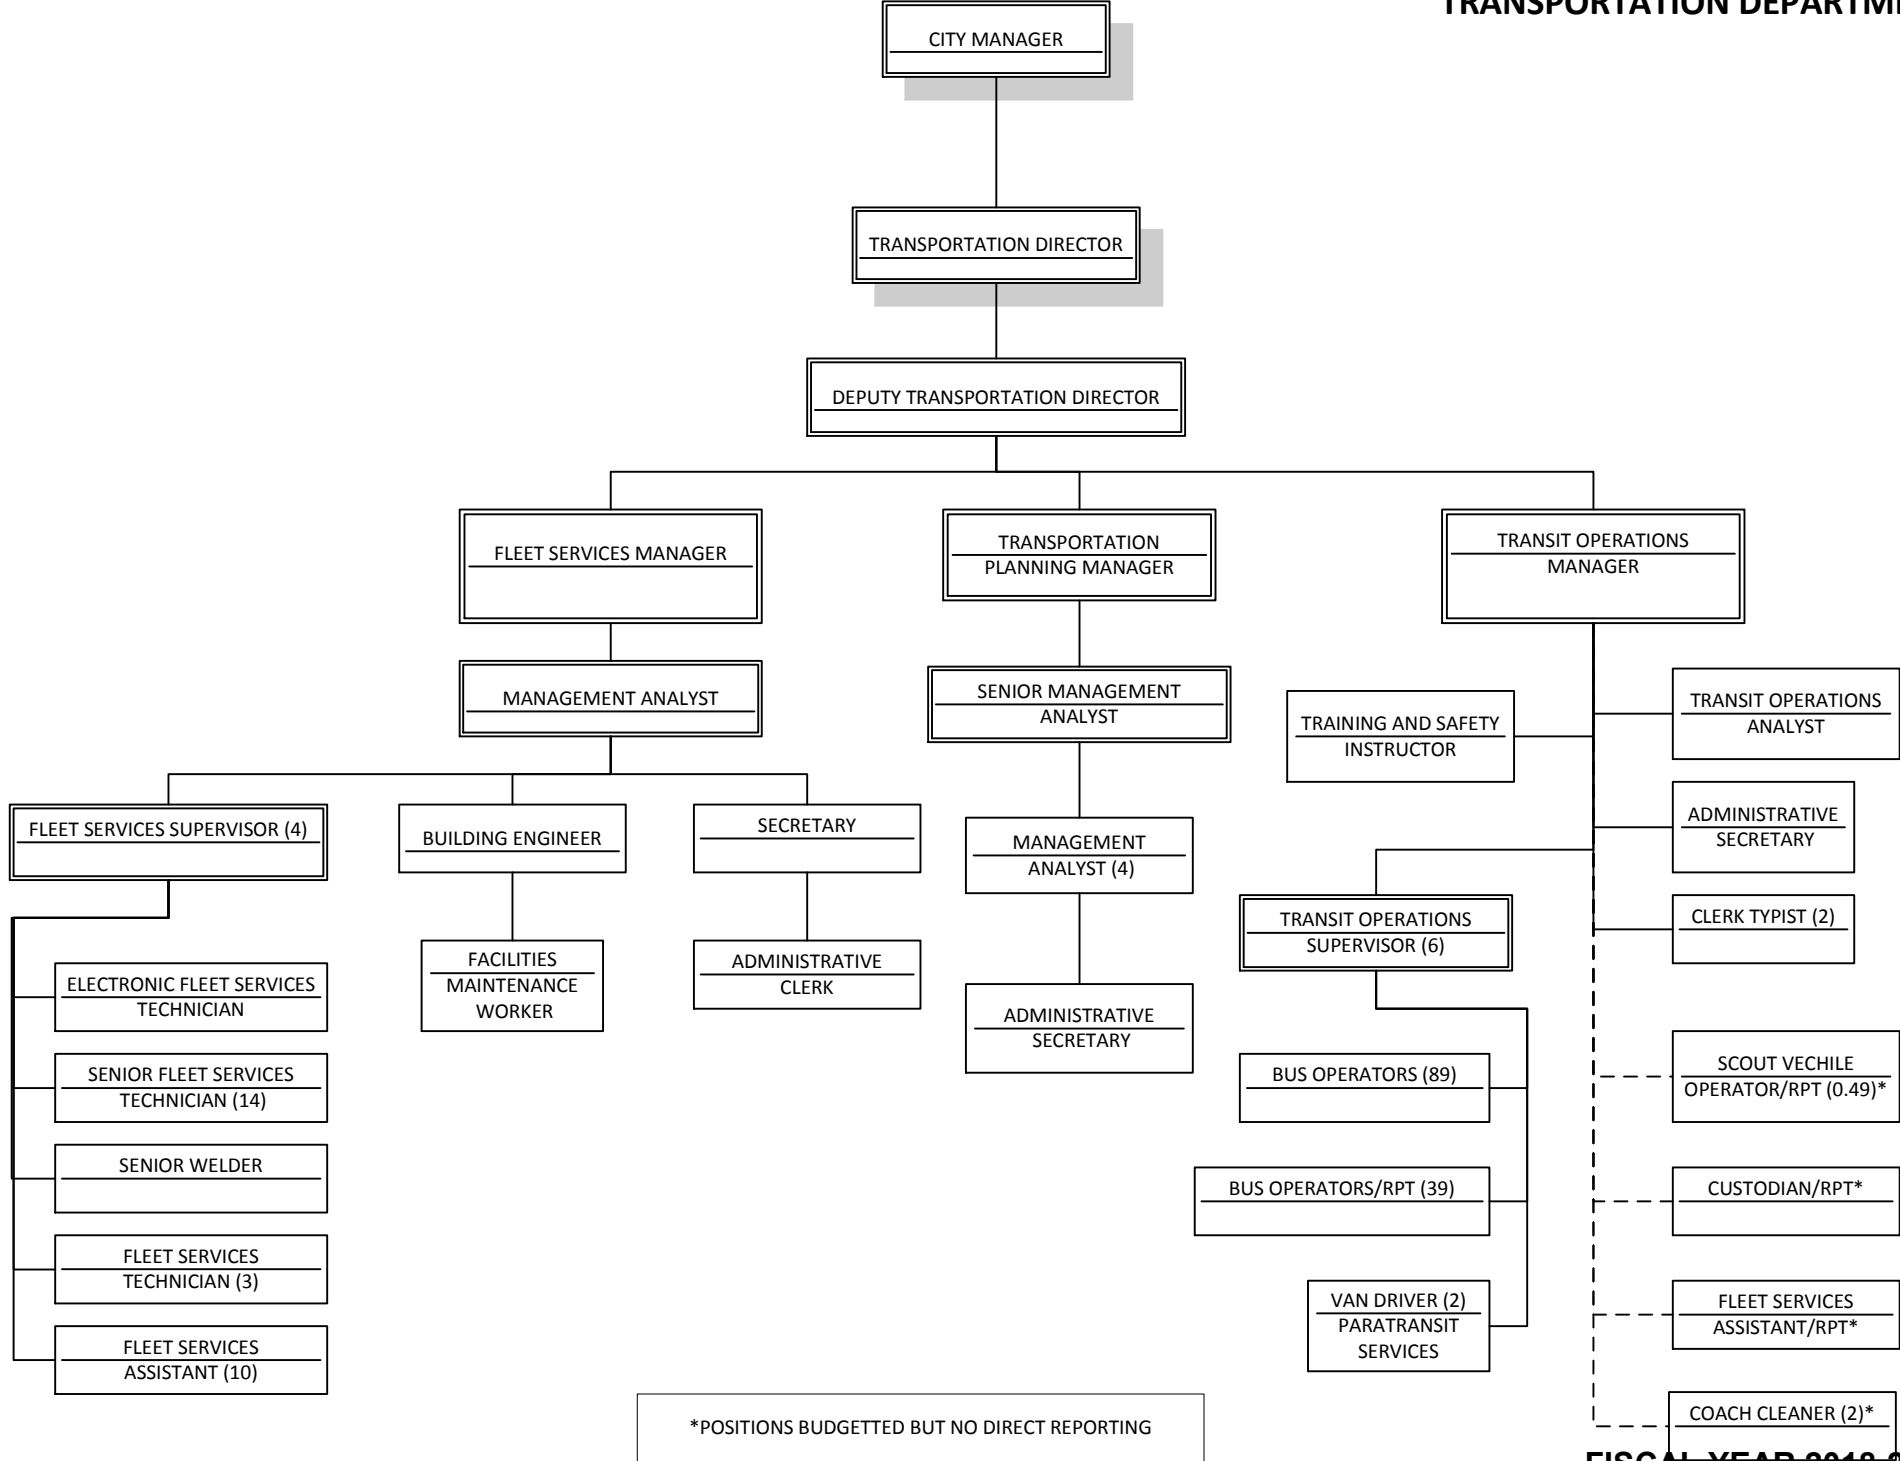 TRANSPORTATION
CITY MANAGER
TRANSPORTATION DIRECTOR
DEPUTY TRANSPORTATION DIRECTOR
FLEET SERVICES MANAGER
TRANSPORTATION
PLANNING MANAGER
TRANSIT OPERATIONS
MANAGER
MANAGEMENT ANALYST
SENIOR MANAGEMENT
ANALYST
TRAINING AND SAFETY
INSTRUCTOR
TRANSIT OPERATIONS
ANALYST
ADMINISTRATIVE
SECRETARY
CLERK TYPIST (2)
FLEET SERVICES SUPERVISOR (4)
BUILDING ENGINEER
SECRETARY
MANAGEMENT
ANALYST (4)
TRANSIT OPERATIONS
SUPERVISOR (6)
FACILITIES
MAINTENANCE
WORKER
ADMINISTRATIVE
CLERK
ADMINISTRATIVE
SECRETARY
ELECTRONIC FLEET SERVICES
TECHNICIAN
SENIOR FLEET SERVICES
TECHNICIAN (14)
SENIOR WELDER
FLEET SERVICES
TECHNICIAN (3)
FLEET SERVICES
ASSISTANT (10)
BUS OPERATORS (89)
BUS OPERATORS/RPT (39)
VAN DRIVER (2)
PARATRANSIT
SERVICES
SCOUT VECHILE
OPERATOR/RPT (0.49)*
CUSTODIAN/RPT*
FLEET SERVICES
ASSISTANT/RPT*
COACH CLEANER (2)*
*POSITIONS BUDGETTED BUT NO DIRECT REPORTING
FISCAL YEAR